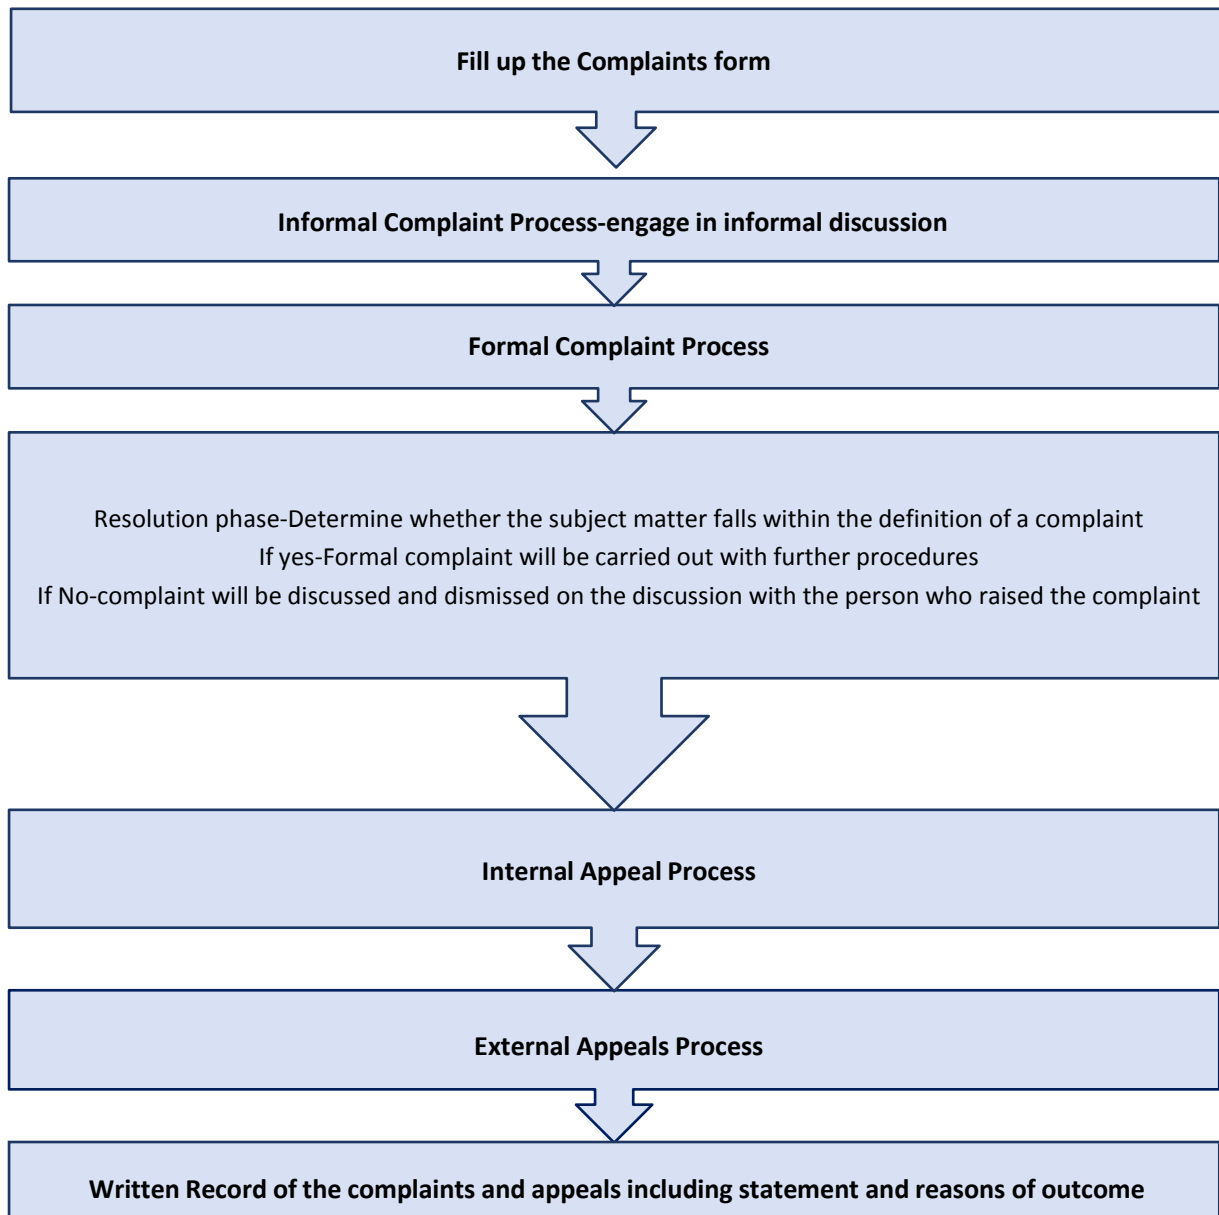 Fill up the Complaints form
Informal Complaint Process-engage in informal discussion
Formal Complaint Process
Resolution phase-Determine whether the subject matter falls within the definition of a complaint
If yes-Formal complaint will be carried out with further procedures
If No-complaint will be discussed and dismissed on the discussion with the person who raised the complaint
Internal Appeal Process
External Appeals Process
Written Record of the complaints and appeals including statement and reasons of outcome